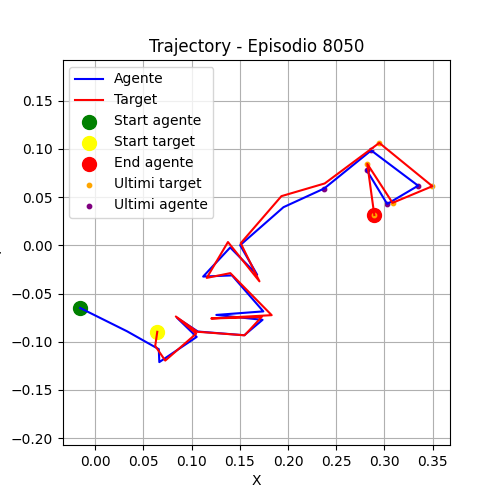 Trajectory - Episodio 8050
Agente
Target
Start agente
Start target
End agente
Ultimi target
Ultimi agente
0.15
0.10
0.05
0.00
−0.05
−0.10
−0.15
−0.20
0.00 0.05 0.10 0.15 0.20 0.25 0.30 0.35
X